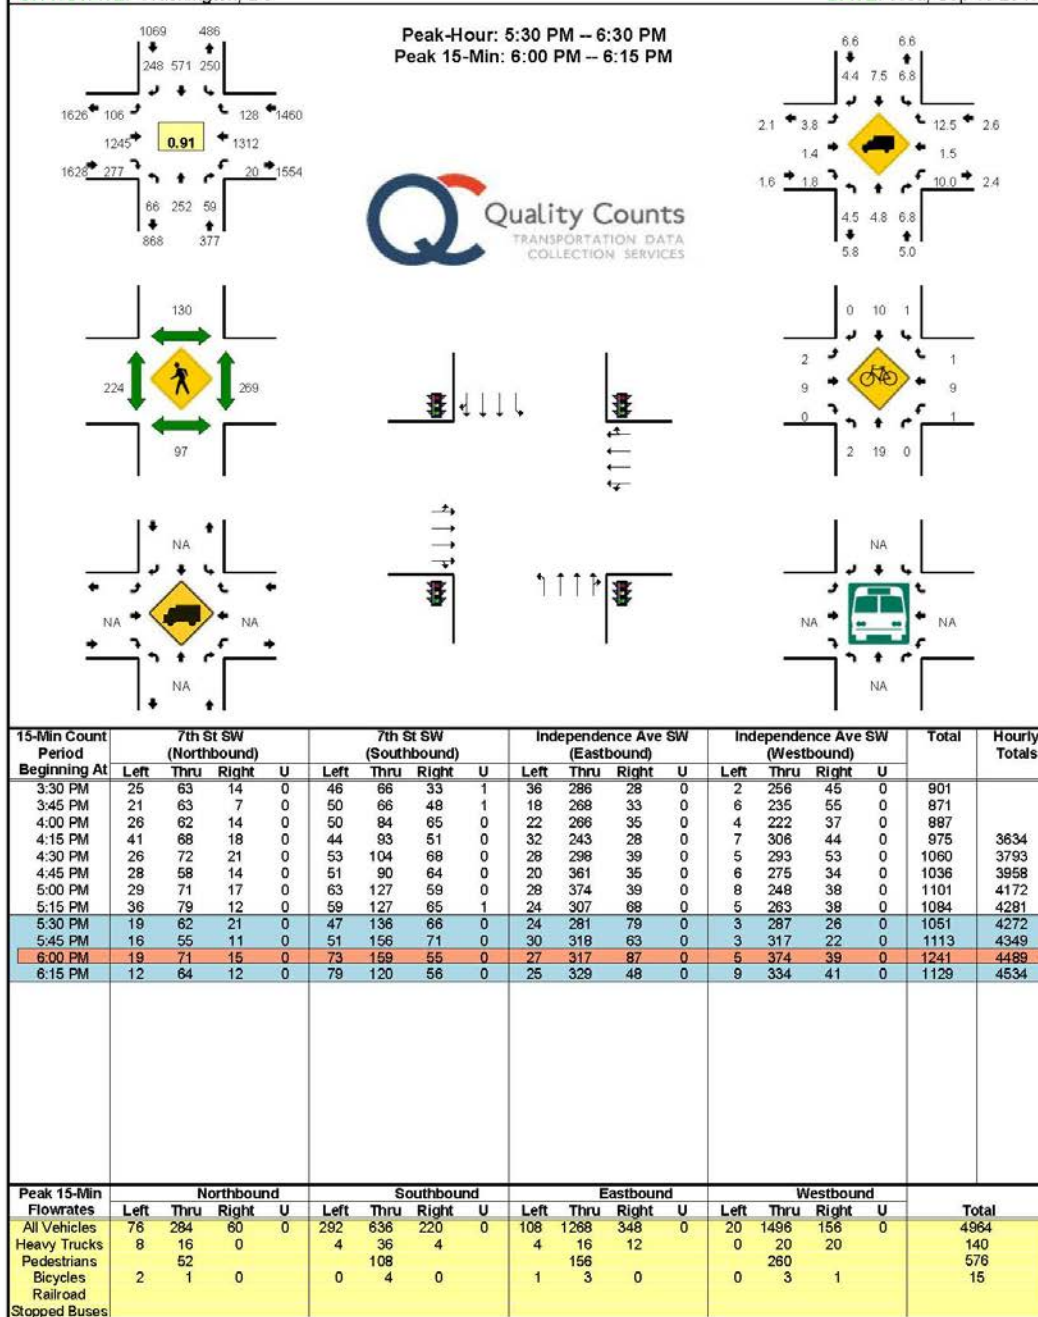 Peak-Hour: 5:30 PM -- 6:30 PM
Peak 15-Min: 6:00 PM -- 6:15 PM
1069 486
248 571 250
1626 106 128 1460
1245 0.91 1312
1628 277 20 1554
66 252 59
868 377
Quality Counts
TRANSPORTATION DATA
COLLECTION SERVICES
6.6 6.6
4.4 7.5 6.8
2.1 3.8 12.5 2.6
1.4 1.5
1.6 1.8 10.0 2.4
4.5 4.8 6.8
5.8 5.0
130
224 269
97
0 10 1
2 1
9 9
0 1
2 19 0
NA
NA NA
NA
NA
NA NA
NA
15-Min Count Period Beginning At 7th St SW (Northbound) 7th St SW (Southbound) Independence Ave SW (Eastbound) Independence Ave SW (Westbound) Total Hourly Totals
Left Thru Right U Left Thru Right U Left Thru Right U Left Thru Right U
3:30 PM 25 63 14 0 46 66 33 1 36 286 28 0 2 256 45 0 901
3:45 PM 21 63 7 0 50 66 48 1 18 268 33 0 6 235 55 0 871
4:00 PM 26 62 14 0 50 84 65 0 22 266 35 0 4 222 37 0 887
4:15 PM 41 68 18 0 44 93 51 0 32 243 28 0 7 306 44 0 975 3634
4:30 PM 26 72 21 0 53 104 68 0 28 298 39 0 5 293 53 0 1060 3793
4:45 PM 28 58 14 0 51 90 64 0 20 361 35 0 6 275 34 0 1036 3958
5:00 PM 29 71 17 0 63 127 59 0 28 374 39 0 8 248 38 0 1101 4172
5:15 PM 36 79 12 0 59 127 65 1 24 307 68 0 5 263 38 0 1084 4281
5:30 PM 19 62 21 0 47 136 66 0 24 281 79 0 3 287 26 0 1051 4272
5:45 PM 16 55 11 0 51 156 71 0 30 318 63 0 3 317 22 0 1113 4349
6:00 PM 19 71 15 0 73 159 55 0 27 317 87 0 5 374 39 0 1241 4489
6:15 PM 12 64 12 0 79 120 56 0 25 329 48 0 9 334 41 0 1129 4534
Peak 15-Min Flowrates Northbound Southbound Eastbound Westbound Total
Left Thru Right U Left Thru Right U Left Thru Right U Left Thru Right U
All Vehicles 76 284 60 0 292 636 220 0 108 1268 348 0 20 1496 156 0 4964
Heavy Trucks 8 16 0 4 36 4 4 16 12 0 20 20 140
Pedestrians 52 108 156 260 576
Bicycles 2 1 0 0 4 0 1 3 0 0 3 1 15
Railroad
Stopped Buses